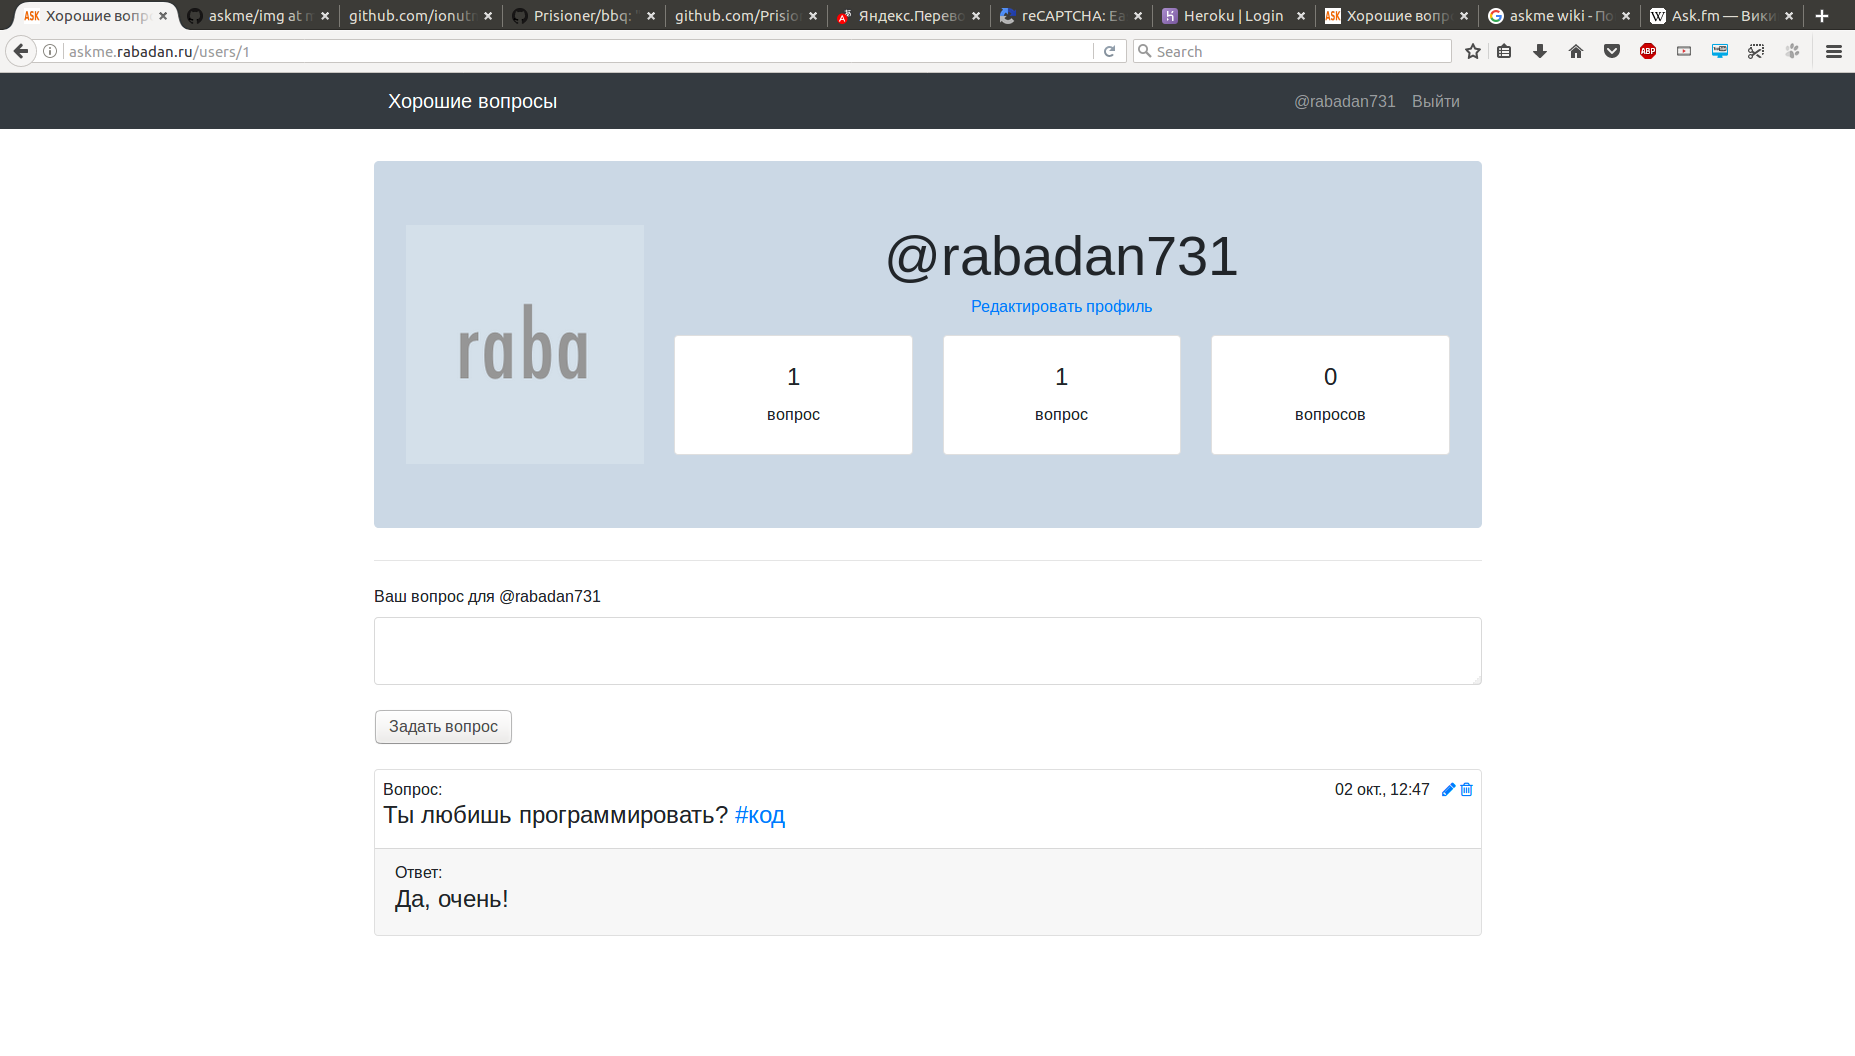 ASK Хорошие вопр
askme/img at m
github.com/ionutn
Prisioner/bbq: "
github.com/Prisio
Яндекс.Перево
reCAPTCHA: Ea
Heroku | Login
ASK Хорошие вопр
askme wiki - По
W Ask.fm — Вики
askme.rabadan.ru/users/1
Search
ABP
Хорошие вопросы
@rabadan731
Выйти
raba
@rabadan731
Редактировать профиль
1
вопрос
1
вопрос
0
вопросов
Ваш вопрос для @rabadan731
Задать вопрос
Вопрос:
02 окт., 12:47
Ты любишь программировать? #код
Ответ:
Да, очень!